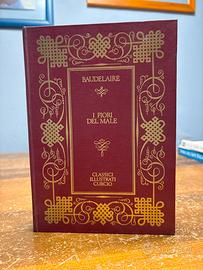 BAUDELAIRE
I FIORI
DEL MALE
CLASSICI
ILLUSTRATI
CURCIO